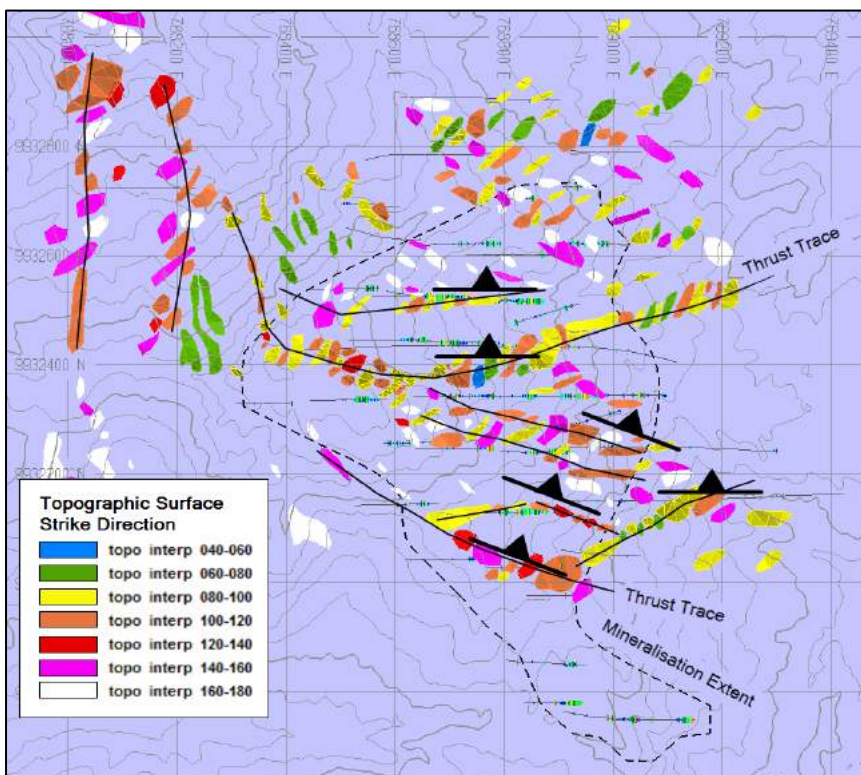 9932800 N
9932600 N
Thrust Trace
9932400 N
Topographic Surface
Strike Direction
topo interp 040-060
topo interp 060-080
topo interp 080-100
topo interp 100-120
topo interp 120-140
topo interp 140-160
topo interp 160-180
Thrust Trace
Mineralisation Extent